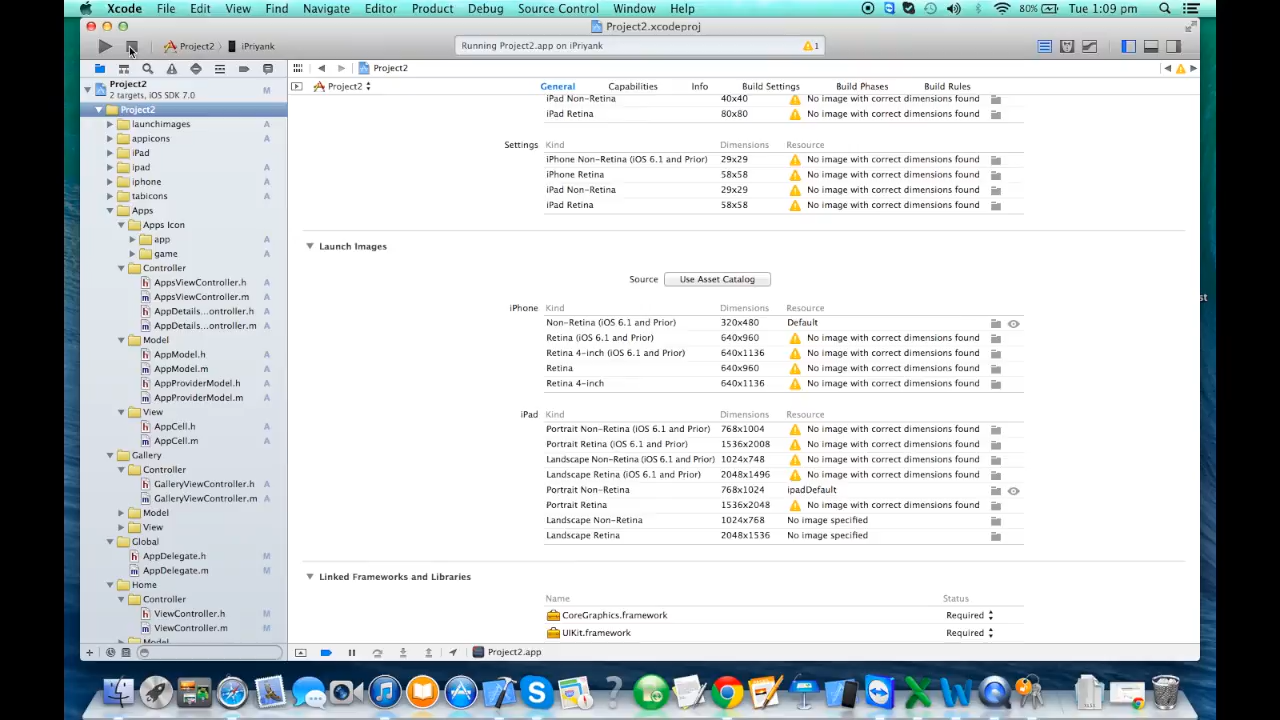 Xcode File Edit View Find Navigate Editor Product Debug Source Control Window Help 80% Tue 1:09 pm
Project2.xcodeproj
Project2 iPriyank Running Project2.app on iPriyank 1
Project2
2 targets, iOS SDK 7.0 M
Project2
launchimages A
appicons A
iPad
ipad A
iphone A
tabicons A
Apps
Apps Icon
app A
game A
Controller
AppsViewController.h A
AppsViewController.m A
AppDetails...ontroller.h A
AppDetails...ontroller.m A
Model
AppModel.h A
AppModel.m A
AppProviderModel.h A
AppProviderModel.m A
View
AppCell.h A
AppCell.m A
Gallery
Controller
GalleryViewController.h A
GalleryViewController.m A
Model
View
Global
AppDelegate.h M
AppDelegate.m M
Home
Controller
ViewController.h M
ViewController.m M
Model
Project2
Project2 General Capabilities Info Build Settings Build Phases Build Rules
iPad Non-Retina 40x40 No image with correct dimensions found
iPad Retina 80x80 No image with correct dimensions found
Settings Kind Dimensions Resource
iPhone Non-Retina (iOS 6.1 and Prior) 29x29 No image with correct dimensions found
iPhone Retina 58x58 No image with correct dimensions found
iPad Non-Retina 29x29 No image with correct dimensions found
iPad Retina 58x58 No image with correct dimensions found
Launch Images
Source Use Asset Catalog
iPhone Kind Dimensions Resource
Non-Retina (iOS 6.1 and Prior) 320x480 Default
Retina (iOS 6.1 and Prior) 640x960 No image with correct dimensions found
Retina 4-inch (iOS 6.1 and Prior) 640x1136 No image with correct dimensions found
Retina 640x960 No image with correct dimensions found
Retina 4-inch 640x1136 No image with correct dimensions found
iPad Kind Dimensions Resource
Portrait Non-Retina (iOS 6.1 and Prior) 768x1004 No image with correct dimensions found
Portrait Retina (iOS 6.1 and Prior) 1536x2008 No image with correct dimensions found
Landscape Non-Retina (iOS 6.1 and Prior) 1024x748 No image with correct dimensions found
Landscape Retina (iOS 6.1 and Prior) 2048x1496 No image with correct dimensions found
Portrait Non-Retina 768x1024 ipadDefault
Portrait Retina 1536x2048 No image with correct dimensions found
Landscape Non-Retina 1024x768 No image specified
Landscape Retina 2048x1536 No image specified
Linked Frameworks and Libraries
Name Status
CoreGraphics.framework Required
UIKit.framework Required
Project2.app
st